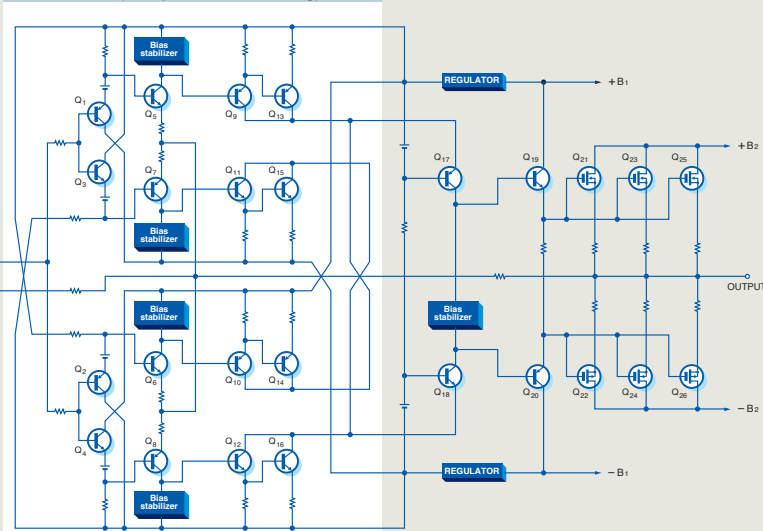 Bias
stabilizer
REGULATOR
+B1
Q1
Q5
Q9
Q13
+B2
Q17
Q19
Q21
Q23
Q25
Q3
Q7
Q11
Q15
Bias
stabilizer
OUTPUT
Bias
stabilizer
Bias
stabilizer
Q2
Q6
Q10
Q14
Q18
Q20
Q22
Q24
Q26
−B2
Q4
Q8
Q12
Q16
REGULATOR
−B1
Bias
stabilizer